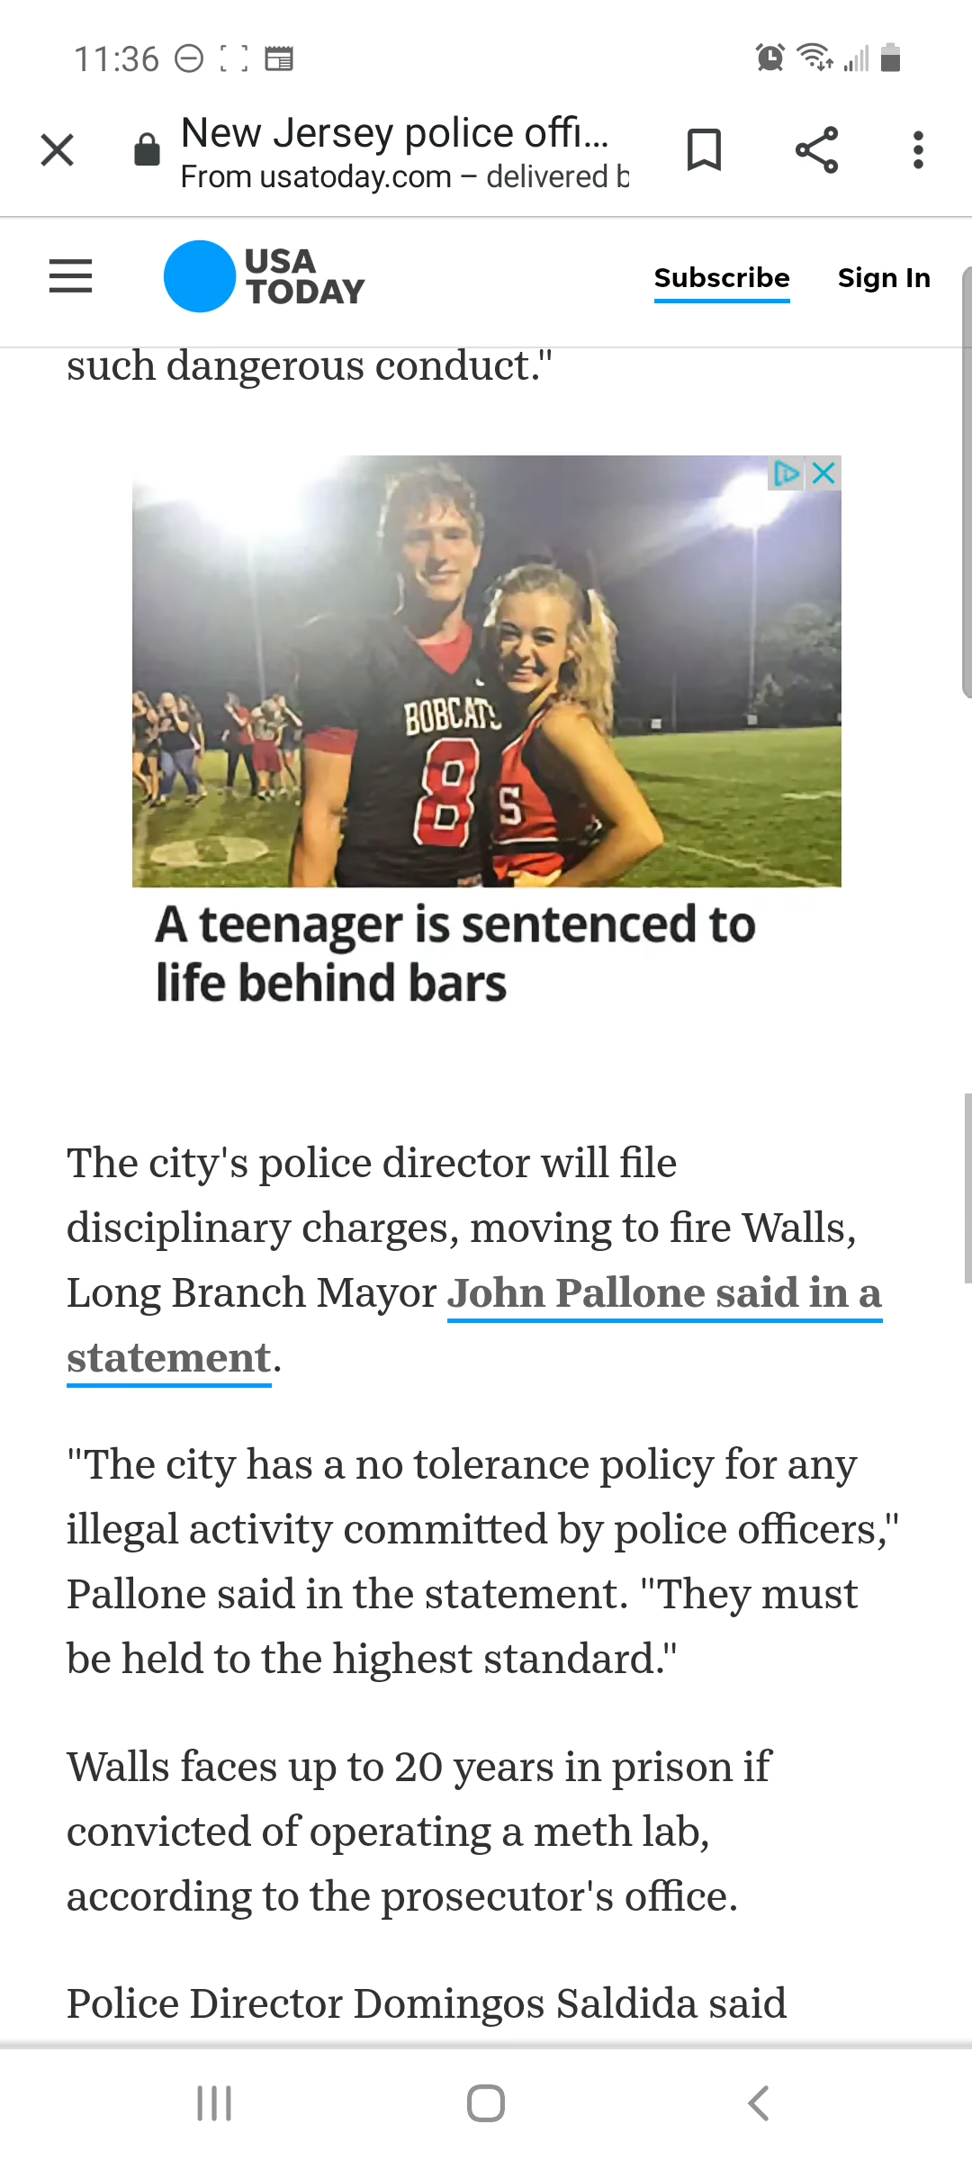 11:36
New Jersey police offi...
From usatoday.com – delivered b
USA
TODAY
Subscribe
Sign In
such dangerous conduct."
BOBCATS
8
S
A teenager is sentenced to
life behind bars
The city's police director will file
disciplinary charges, moving to fire Walls,
Long Branch Mayor John Pallone said in a
statement.
"The city has a no tolerance policy for any
illegal activity committed by police officers,"
Pallone said in the statement. "They must
be held to the highest standard."
Walls faces up to 20 years in prison if
convicted of operating a meth lab,
according to the prosecutor's office.
Police Director Domingos Saldida said